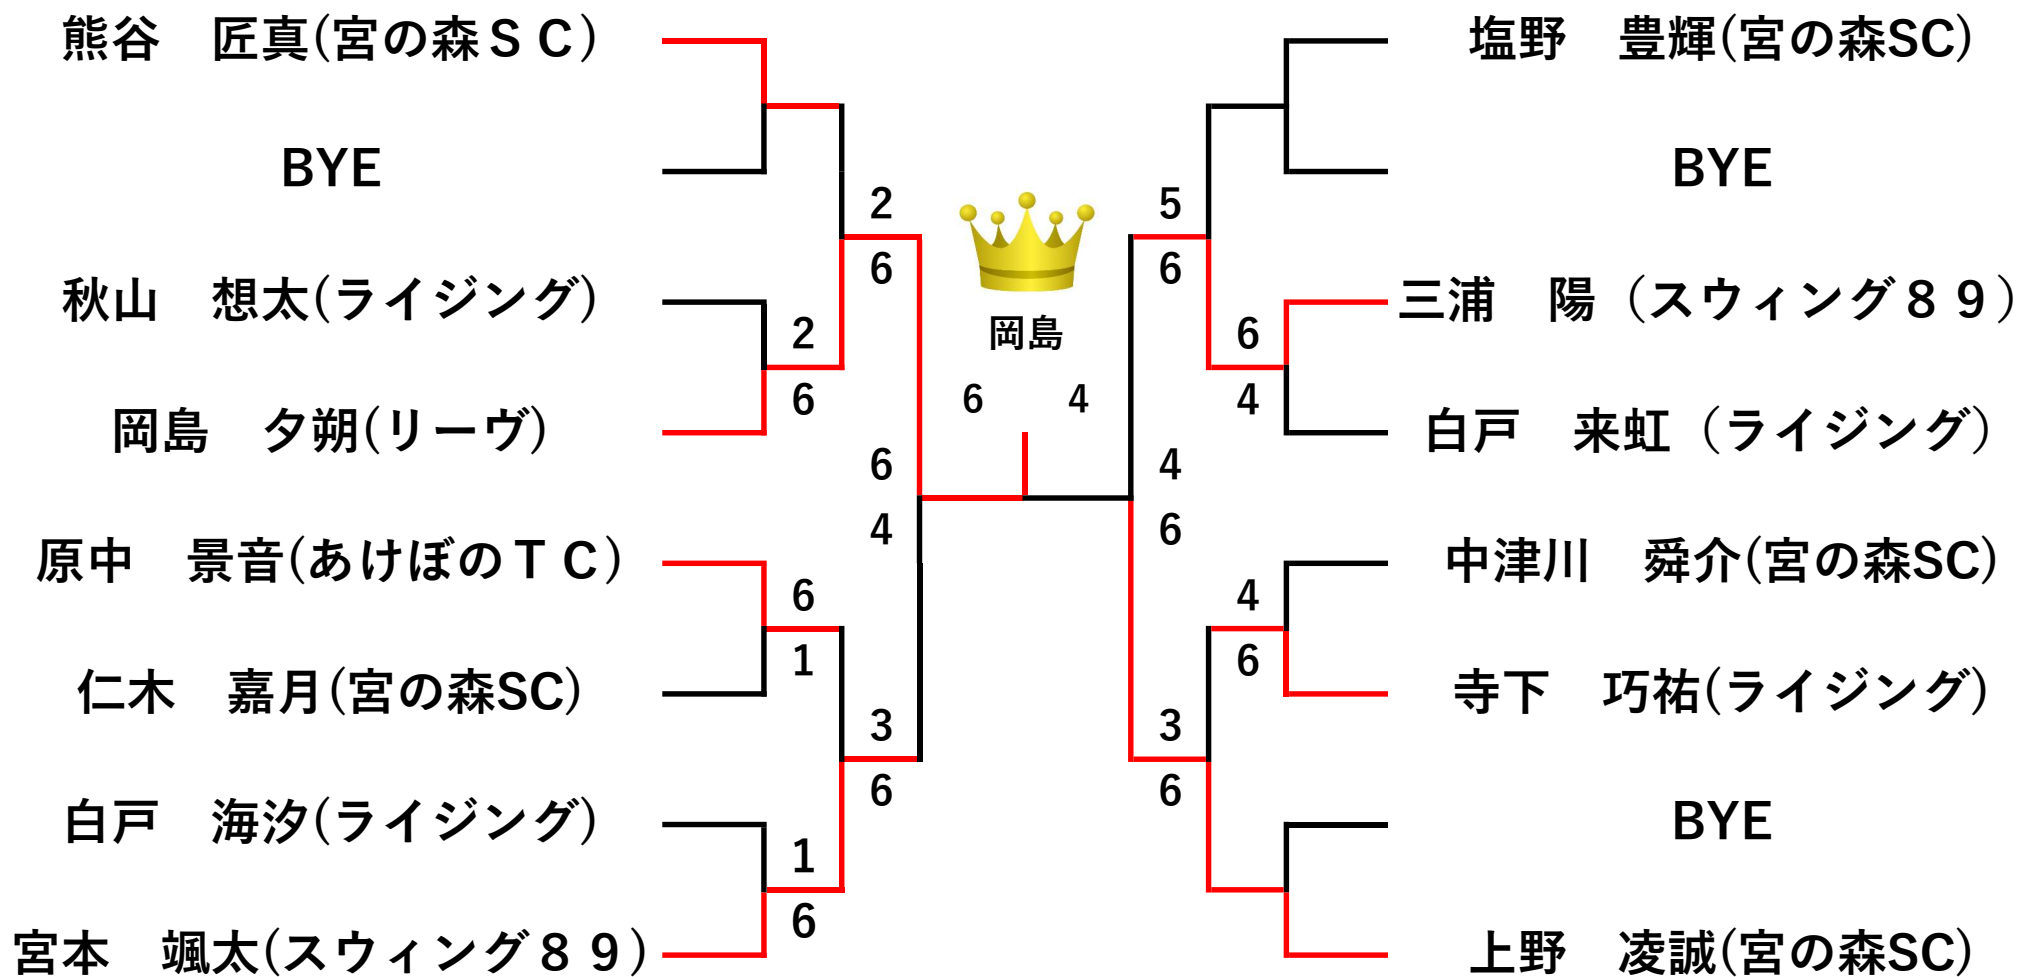 熊谷　匠真(宮の森ＳＣ)
BYE
秋山　想太(ライジング)
岡島　夕朔(リーヴ)
原中　景音(あけぼのＴＣ)
仁木　嘉月(宮の森SC)
白戸　海汐(ライジング)
宮本　颯太(スウィング８９)
2
6
2
6
6
1
3
6
1
6
6
4
岡島
6 4
5
6
6
4
4
6
4
6
3
6
塩野　豊輝(宮の森SC)
BYE
三浦　陽（スウィング８９）
白戸　来虹（ライジング）
中津川　舜介(宮の森SC)
寺下　巧祐(ライジング)
BYE
上野　凌誠(宮の森SC)